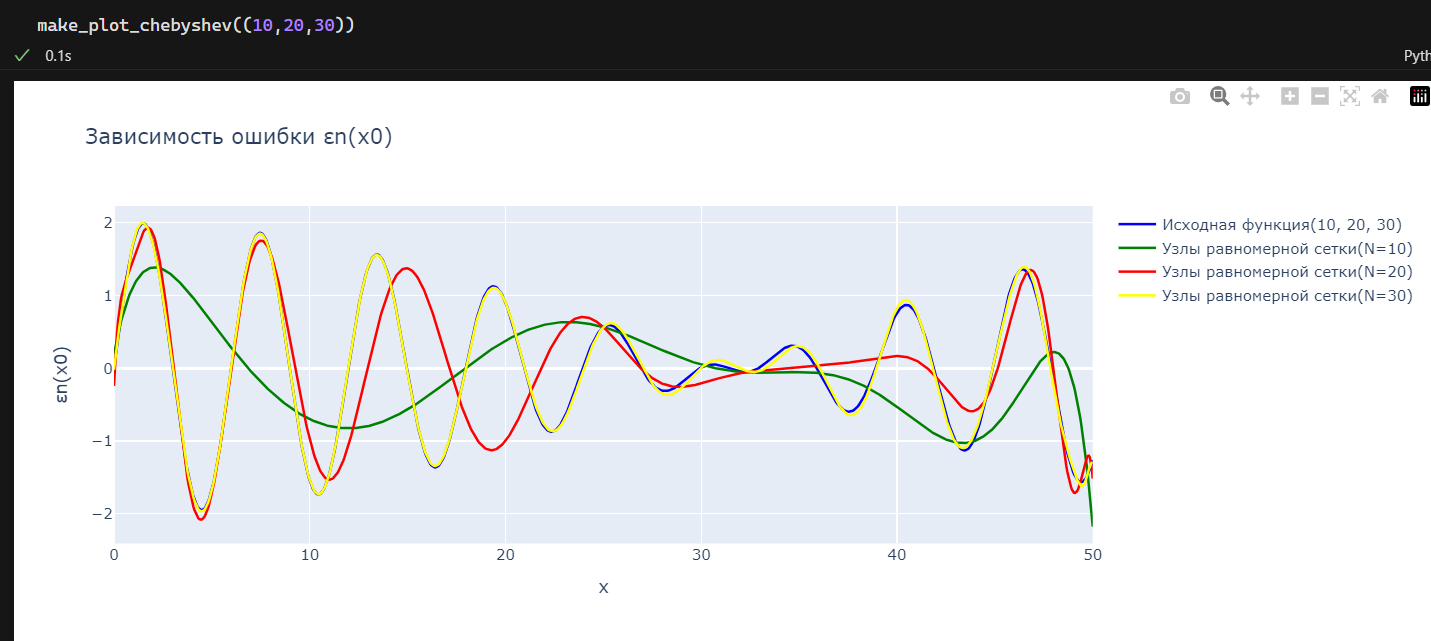 make_plot_chebyshev((10,20,30))
0.1s
Pyth
Зависимость ошибки εn(x0)
Исходная функция(10, 20, 30)
Узлы равномерной сетки(N=10)
Узлы равномерной сетки(N=20)
Узлы равномерной сетки(N=30)
2
1
0
−1
−2
εn(x0)
0 10 20 30 40 50
x